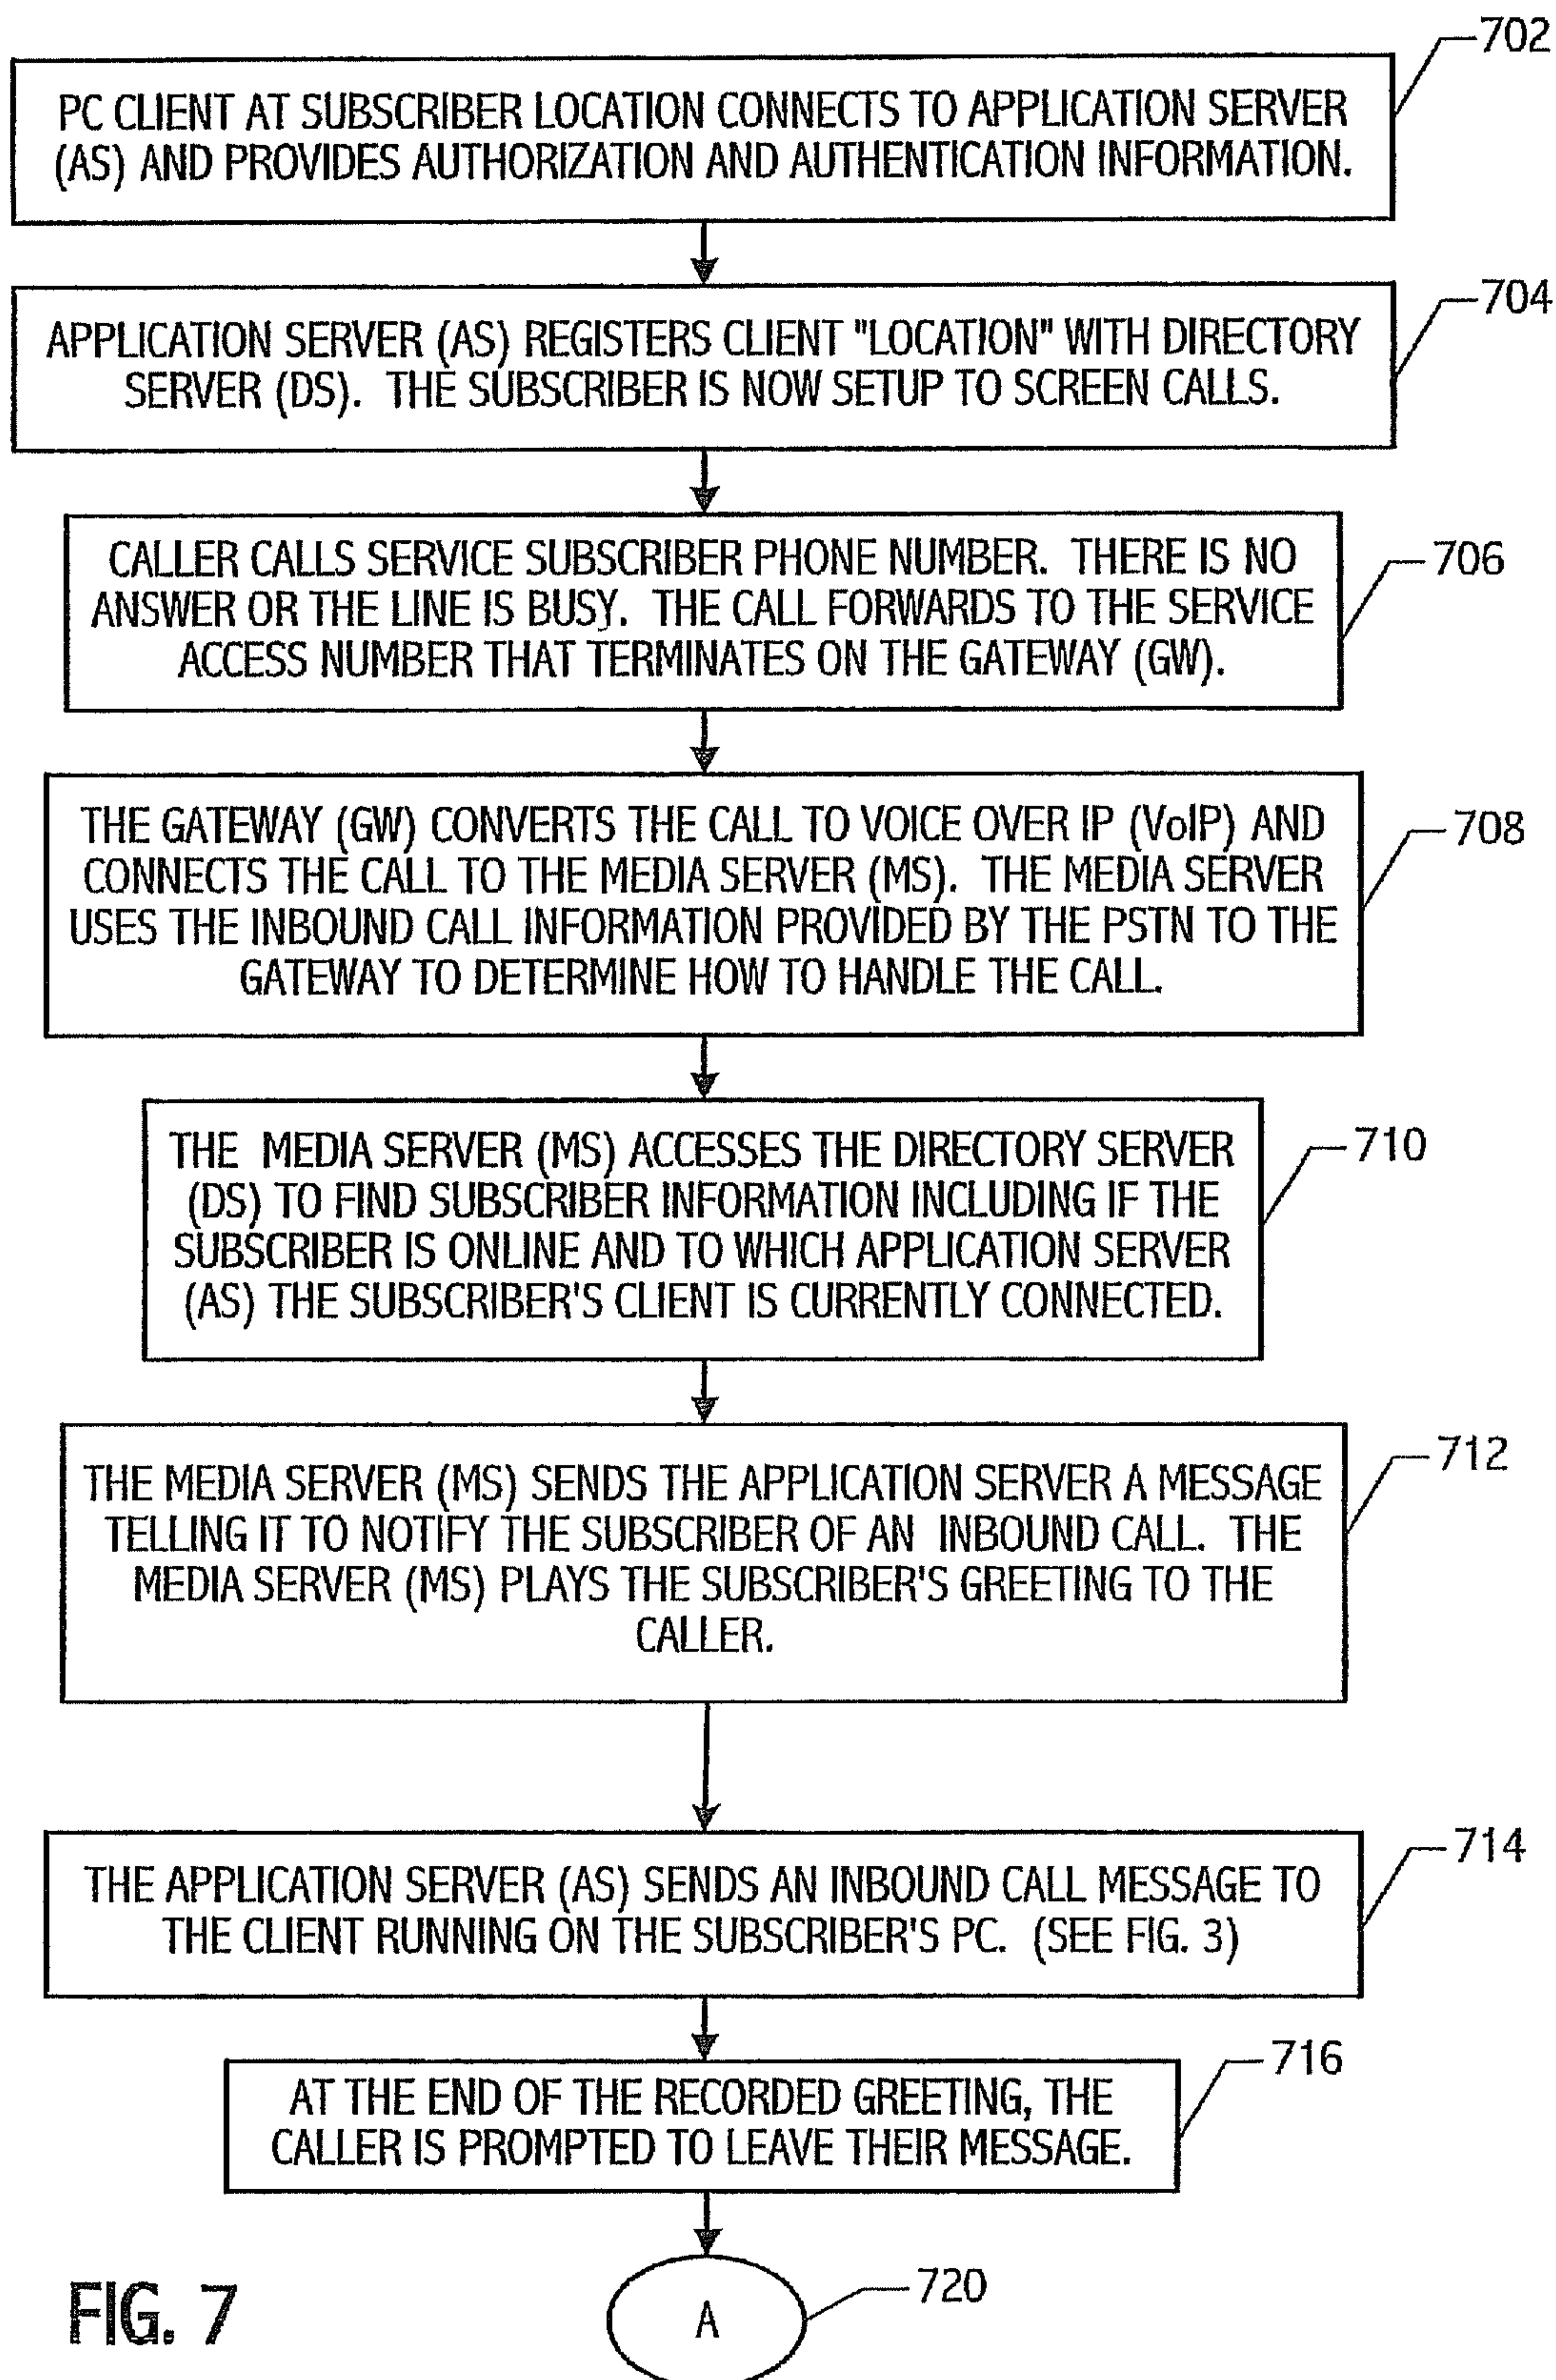 702
PC CLIENT AT SUBSCRIBER LOCATION CONNECTS TO APPLICATION SERVER
(AS) AND PROVIDES AUTHORIZATION AND AUTHENTICATION INFORMATION.
704
APPLICATION SERVER (AS) REGISTERS CLIENT "LOCATION" WITH DIRECTORY
SERVER (DS). THE SUBSCRIBER IS NOW SETUP TO SCREEN CALLS.
706
CALLER CALLS SERVICE SUBSCRIBER PHONE NUMBER. THERE IS NO
ANSWER OR THE LINE IS BUSY. THE CALL FORWARDS TO THE SERVICE
ACCESS NUMBER THAT TERMINATES ON THE GATEWAY (GW).
708
THE GATEWAY (GW) CONVERTS THE CALL TO VOICE OVER IP (VoIP) AND
CONNECTS THE CALL TO THE MEDIA SERVER (MS). THE MEDIA SERVER
USES THE INBOUND CALL INFORMATION PROVIDED BY THE PSTN TO THE
GATEWAY TO DETERMINE HOW TO HANDLE THE CALL.
710
THE MEDIA SERVER (MS) ACCESSES THE DIRECTORY SERVER
(DS) TO FIND SUBSCRIBER INFORMATION INCLUDING IF THE
SUBSCRIBER IS ONLINE AND TO WHICH APPLICATION SERVER
(AS) THE SUBSCRIBER'S CLIENT IS CURRENTLY CONNECTED.
712
THE MEDIA SERVER (MS) SENDS THE APPLICATION SERVER A MESSAGE
TELLING IT TO NOTIFY THE SUBSCRIBER OF AN INBOUND CALL. THE
MEDIA SERVER (MS) PLAYS THE SUBSCRIBER'S GREETING TO THE
CALLER.
714
THE APPLICATION SERVER (AS) SENDS AN INBOUND CALL MESSAGE TO
THE CLIENT RUNNING ON THE SUBSCRIBER'S PC. (SEE FIG. 3)
716
AT THE END OF THE RECORDED GREETING, THE
CALLER IS PROMPTED TO LEAVE THEIR MESSAGE.
720
A
FIG. 7